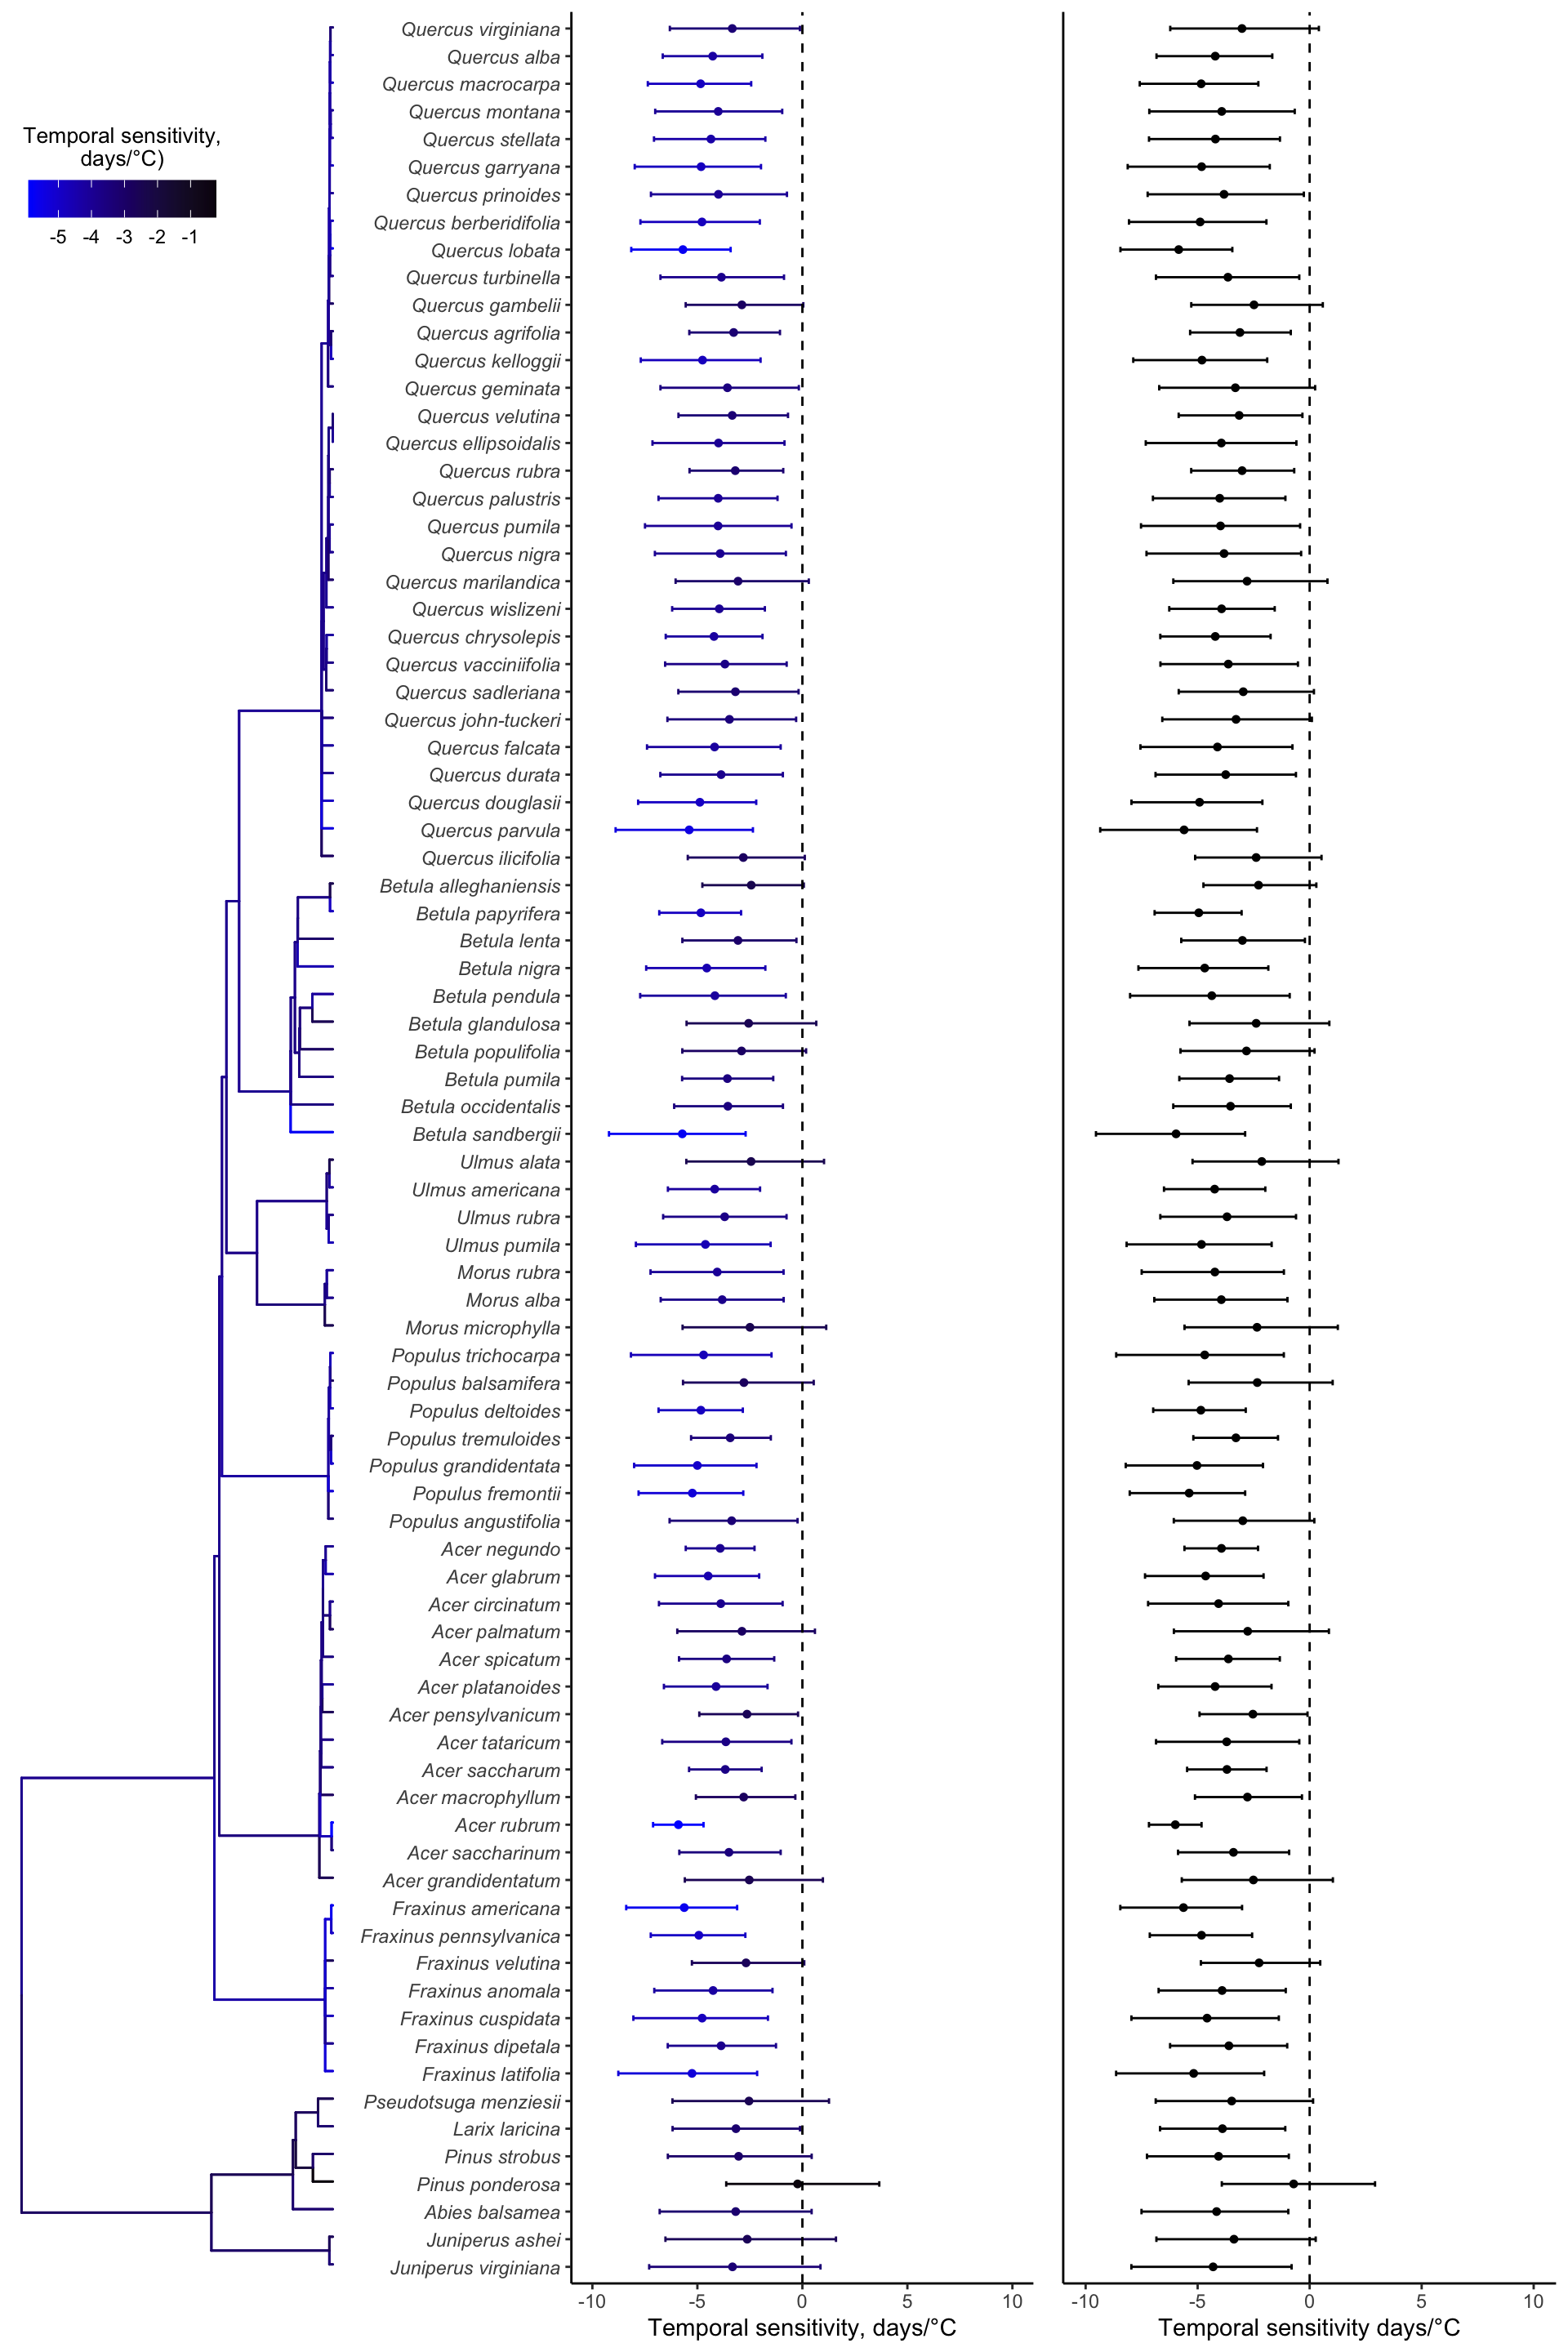 Temporal sensitivity,
days/°C)
-5 -4 -3 -2 -1
Quercus virginiana
Quercus alba
Quercus macrocarpa
Quercus montana
Quercus stellata
Quercus garryana
Quercus prinoides
Quercus berberidifolia
Quercus lobata
Quercus turbinella
Quercus gambelii
Quercus agrifolia
Quercus kelloggii
Quercus geminata
Quercus velutina
Quercus ellipsoidalis
Quercus rubra
Quercus palustris
Quercus pumila
Quercus nigra
Quercus marilandica
Quercus wislizeni
Quercus chrysolepis
Quercus vacciniifolia
Quercus sadleriana
Quercus john-tuckeri
Quercus falcata
Quercus durata
Quercus douglasii
Quercus parvula
Quercus ilicifolia
Betula alleghaniensis
Betula papyrifera
Betula lenta
Betula nigra
Betula pendula
Betula glandulosa
Betula populifolia
Betula pumila
Betula occidentalis
Betula sandbergii
Ulmus alata
Ulmus americana
Ulmus rubra
Ulmus pumila
Morus rubra
Morus alba
Morus microphylla
Populus trichocarpa
Populus balsamifera
Populus deltoides
Populus tremuloides
Populus grandidentata
Populus fremontii
Populus angustifolia
Acer negundo
Acer glabrum
Acer circinatum
Acer palmatum
Acer spicatum
Acer platanoides
Acer pensylvanicum
Acer tataricum
Acer saccharum
Acer macrophyllum
Acer rubrum
Acer saccharinum
Acer grandidentatum
Fraxinus americana
Fraxinus pennsylvanica
Fraxinus velutina
Fraxinus anomala
Fraxinus cuspidata
Fraxinus dipetala
Fraxinus latifolia
Pseudotsuga menziesii
Larix laricina
Pinus strobus
Pinus ponderosa
Abies balsamea
Juniperus ashei
Juniperus virginiana
-10 -5 0 5 10
Temporal sensitivity, days/°C
-10 -5 0 5 10
Temporal sensitivity days/°C